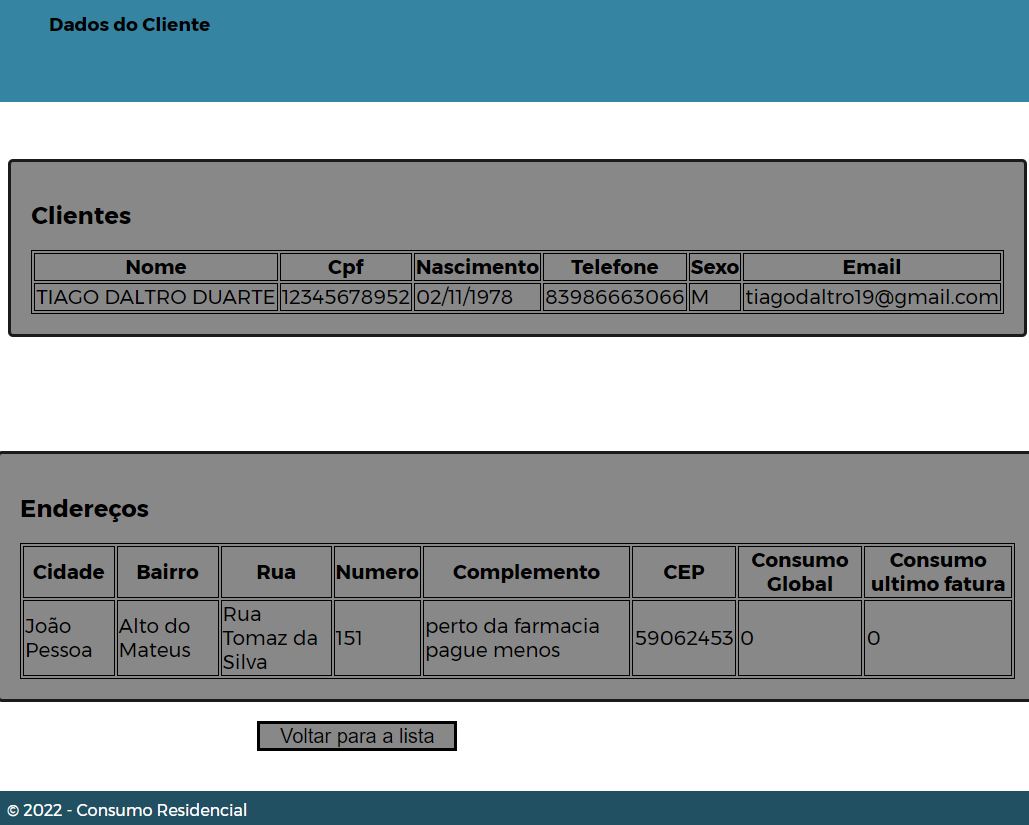 Dados do Cliente
Clientes
Nome Cpf Nascimento Telefone Sexo Email
TIAGO DALTRO DUARTE 12345678952 02/11/1978 83986663066 M tiagodaltro19@gmail.com
Endereços
Cidade Bairro Rua Numero Complemento CEP Consumo Global Consumo ultimo fatura
João Pessoa Alto do Mateus Rua Tomaz da Silva 151 perto da farmacia pague menos 59062453 0 0
Voltar para a lista
© 2022 - Consumo Residencial